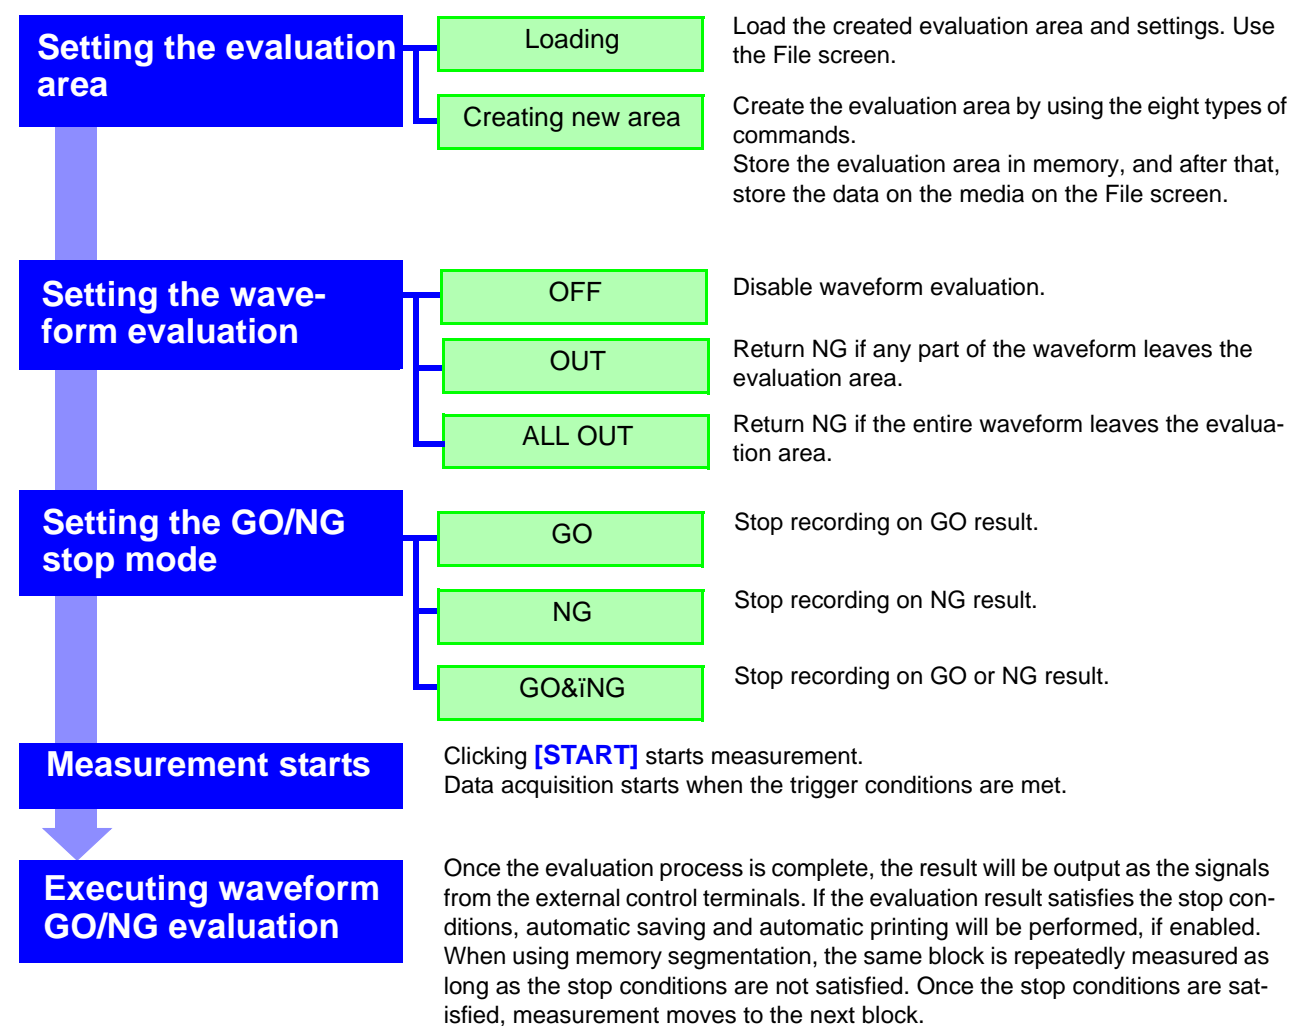 Setting the evaluation
area
Loading
Load the created evaluation area and settings. Use
the File screen.
Creating new area
Create the evaluation area by using the eight types of
commands.
Store the evaluation area in memory, and after that,
store the data on the media on the File screen.
Setting the wave-
form evaluation
OFF
Disable waveform evaluation.
OUT
Return NG if any part of the waveform leaves the
evaluation area.
ALL OUT
Return NG if the entire waveform leaves the evalua-
tion area.
Setting the GO/NG
stop mode
GO
Stop recording on GO result.
NG
Stop recording on NG result.
GO&ïNG
Stop recording on GO or NG result.
Measurement starts
Clicking [START] starts measurement.
Data acquisition starts when the trigger conditions are met.
Executing waveform
GO/NG evaluation
Once the evaluation process is complete, the result will be output as the signals
from the external control terminals. If the evaluation result satisfies the stop con-
ditions, automatic saving and automatic printing will be performed, if enabled.
When using memory segmentation, the same block is repeatedly measured as
long as the stop conditions are not satisfied. Once the stop conditions are sat-
isfied, measurement moves to the next block.